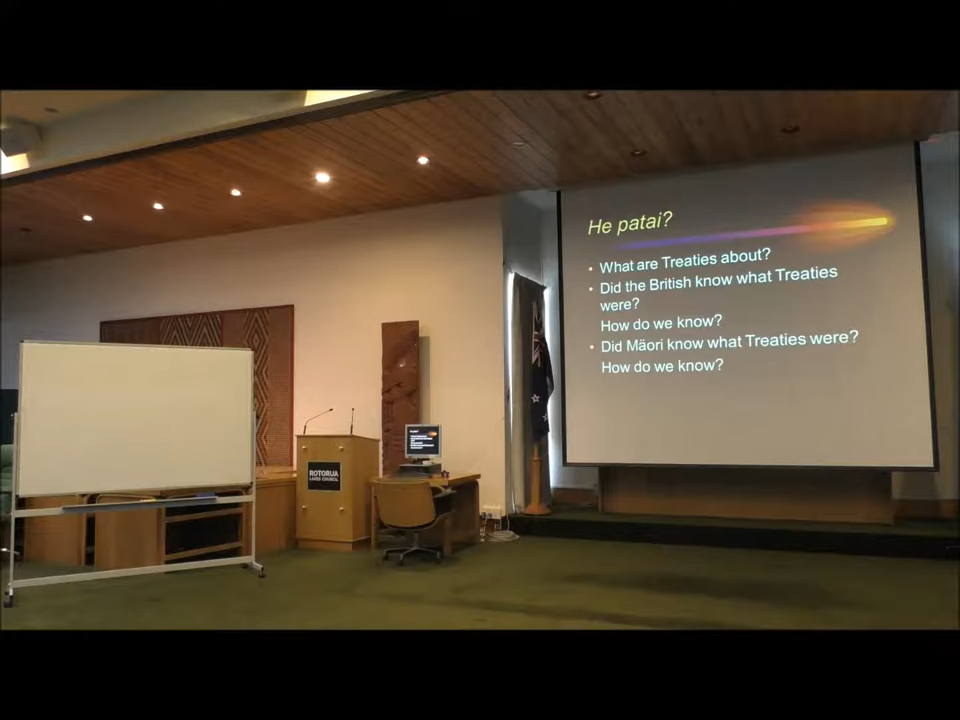 He patai?
• What are Treaties about?
• Did the British know what Treaties
were?
How do we know?
• Did Mäori know what Treaties were?
How do we know?
ROTORUA
LAKES COUNCIL